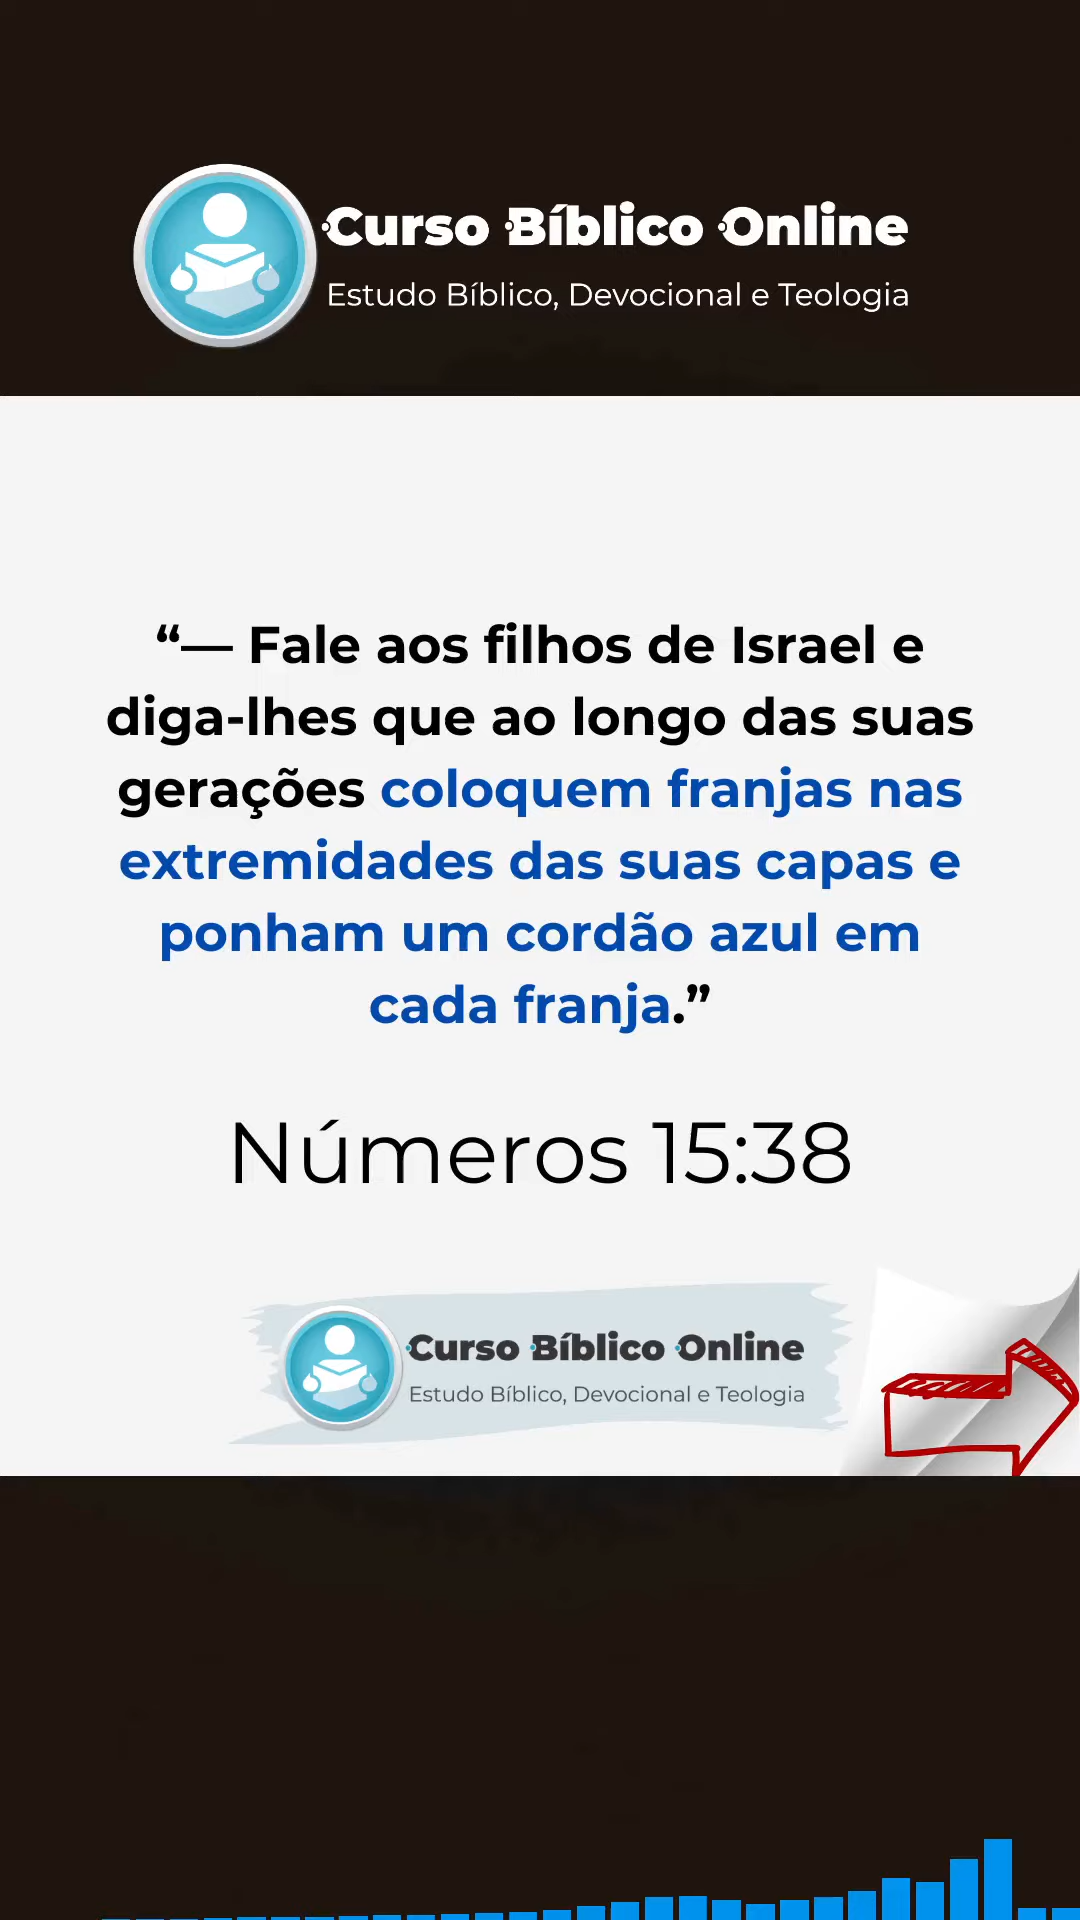 Curso Bíblico Online
Estudo Bíblico, Devocional e Teologia
“— Fale aos filhos de Israel e
diga-lhes que ao longo das suas
gerações coloquem franjas nas
extremidades das suas capas e
ponham um cordão azul em
cada franja.”
Números 15:38
Curso Bíblico Online
Estudo Bíblico, Devocional e Teologia